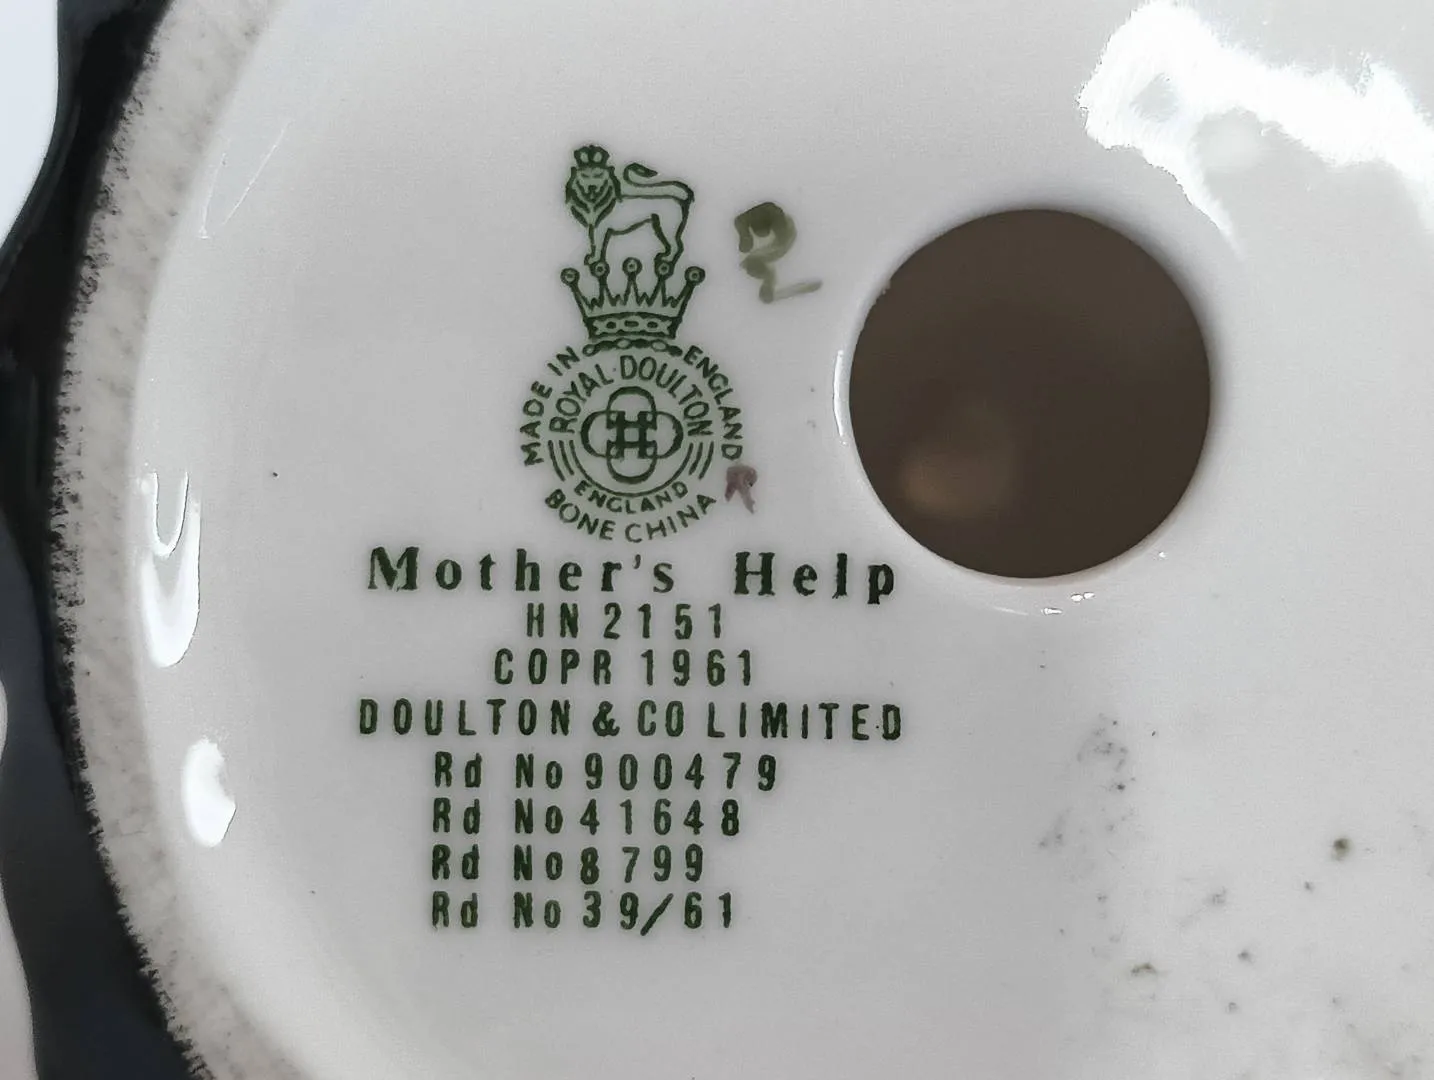 MADE IN ENGLAND
ROYAL DOULTON
ENGLAND
BONE CHINA
Mother's Help
HN 2151
COPR 1961
DOULTON & CO LIMITED
Rd No 900479
Rd No 41648
Rd No 8799
Rd No 39/61